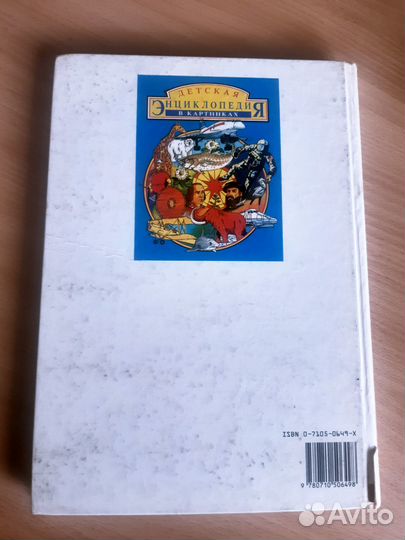 ДЕТСКАЯ
ЭНЦИКЛОПЕДИЯ
В КАРТИНКАХ
ISBN 0-7105-0649-X
9 780710 506498
Avito